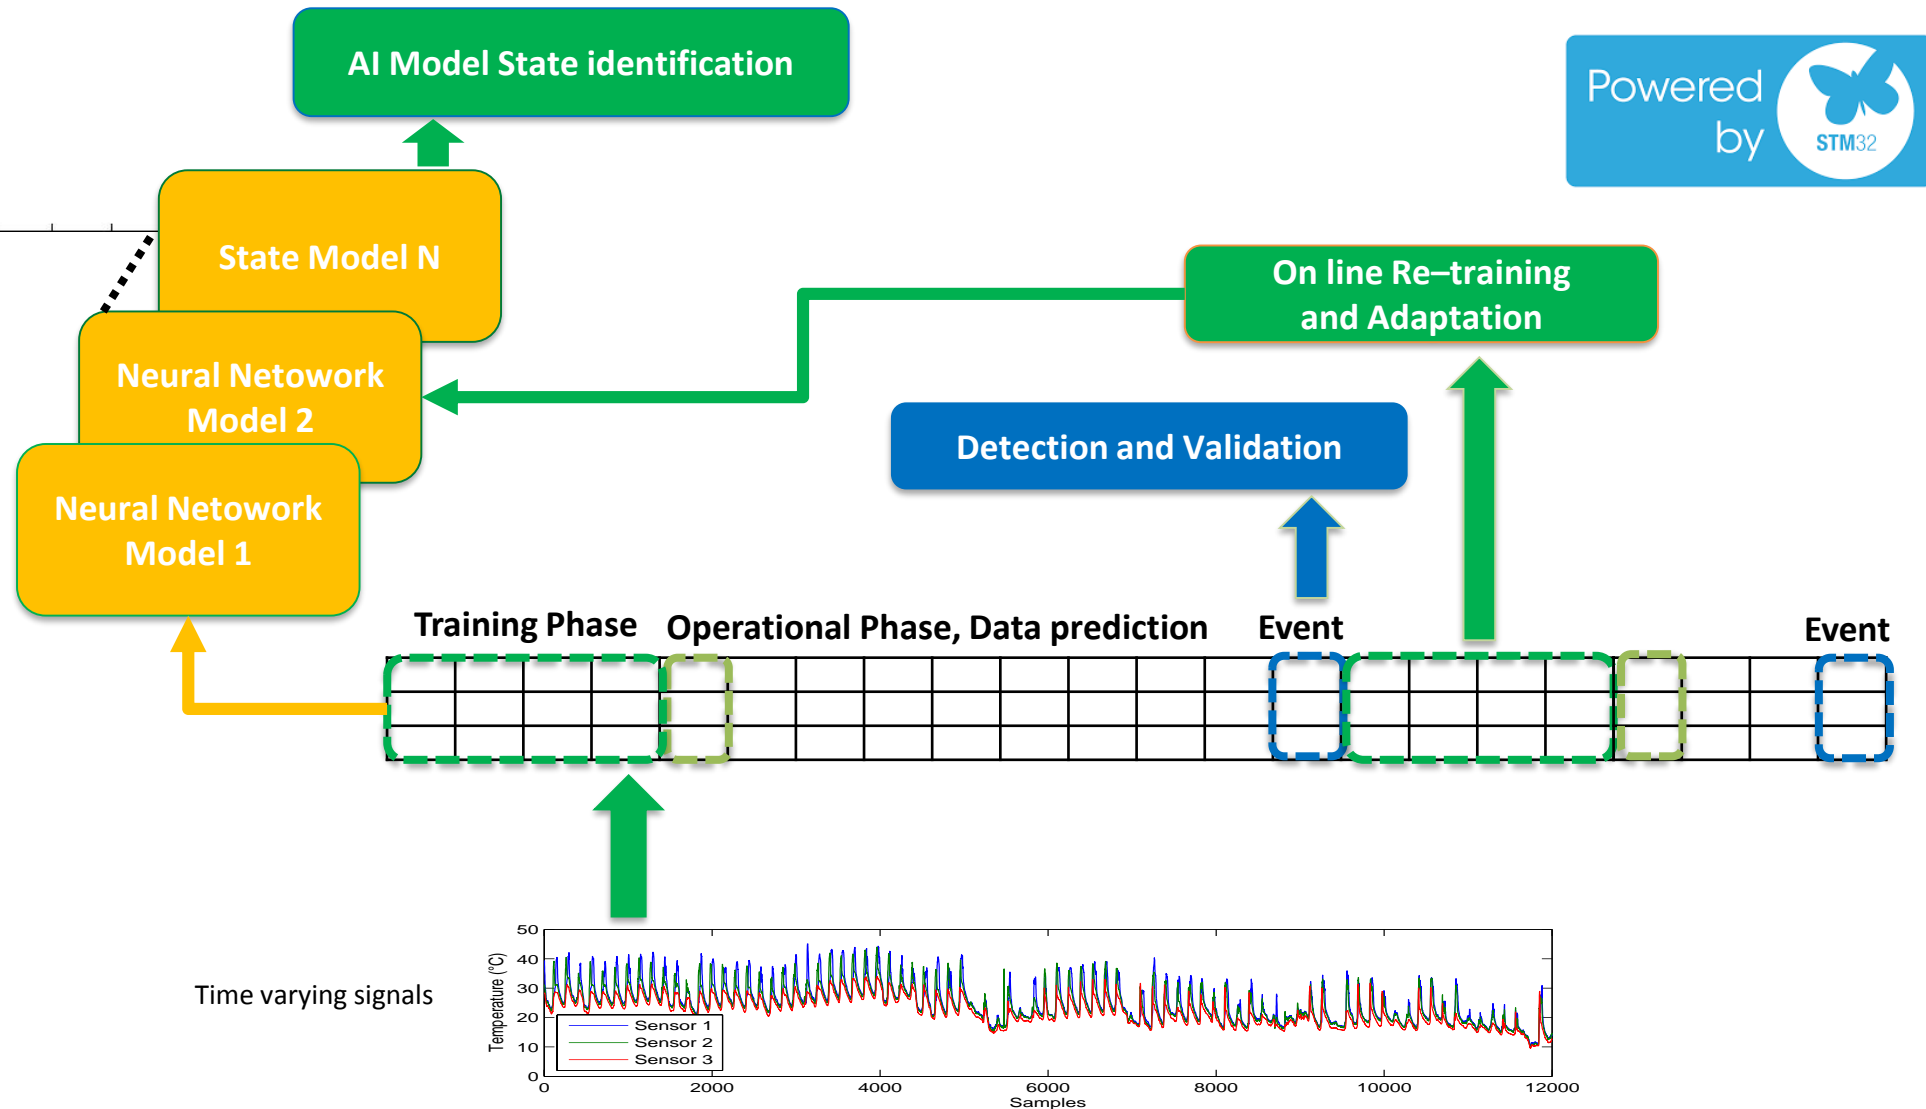 AI Model State identification
Powered
by
STM32
State Model N
On line Re–training
and Adaptation
Neural Netowork
Model 2
Detection and Validation
Neural Netowork
Model 1
Training Phase
Operational Phase, Data prediction
Event
Event
Time varying signals
Temperature (°C)
50
40
30
20
10
0
Sensor 1
Sensor 2
Sensor 3
0
2000
4000
6000
8000
10000
12000
Samples